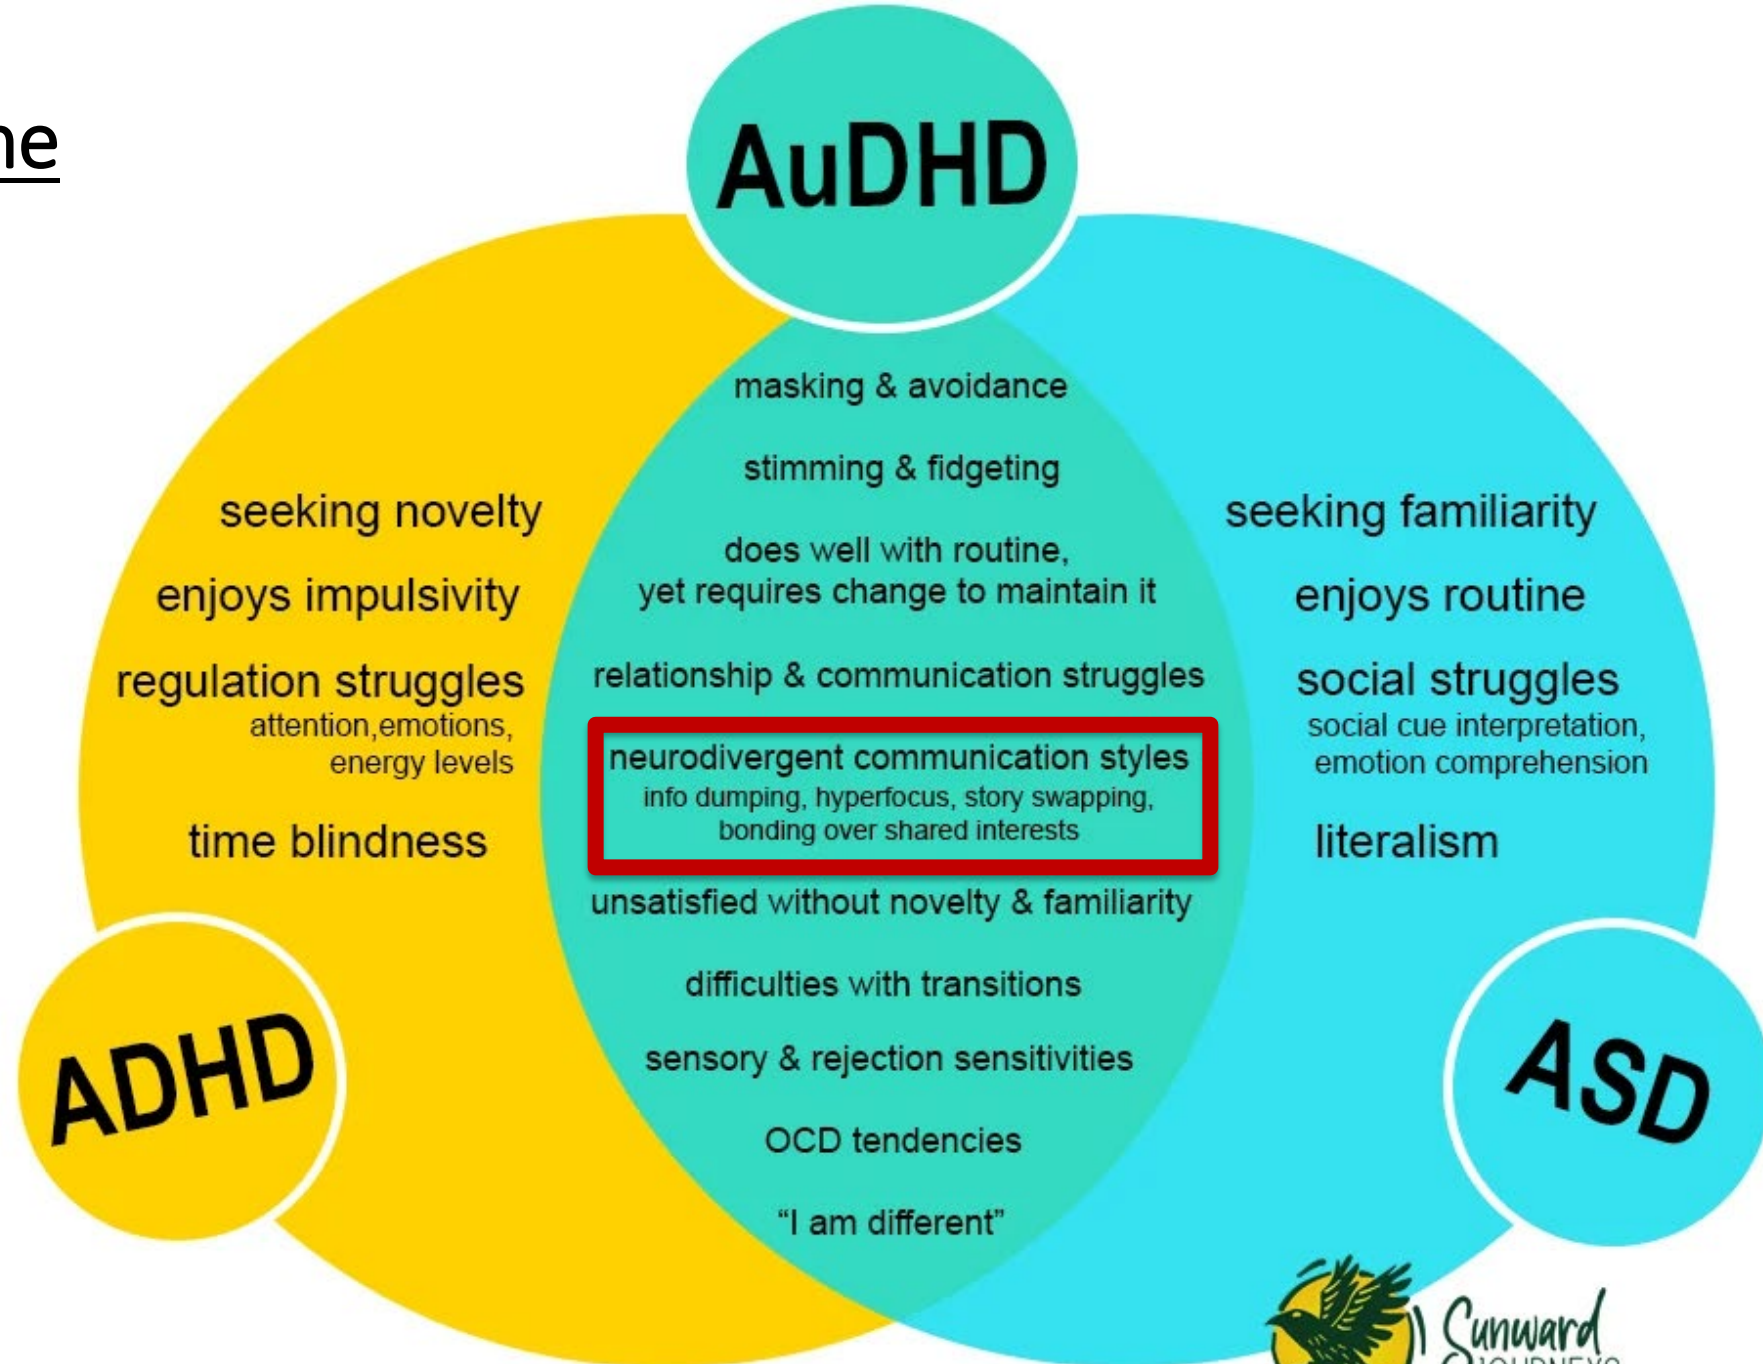 ne
AuDHD
masking & avoidance
stimming & fidgeting
does well with routine,
yet requires change to maintain it
relationship & communication struggles
neurodivergent communication styles
info dumping, hyperfocus, story swapping,
bonding over shared interests
unsatisfied without novelty & familiarity
difficulties with transitions
sensory & rejection sensitivities
OCD tendencies
“I am different”
seeking novelty
enjoys impulsivity
regulation struggles
attention,emotions,
energy levels
time blindness
ADHD
seeking familiarity
enjoys routine
social struggles
social cue interpretation,
emotion comprehension
literalism
ASD
Sunward
JOURNEYS